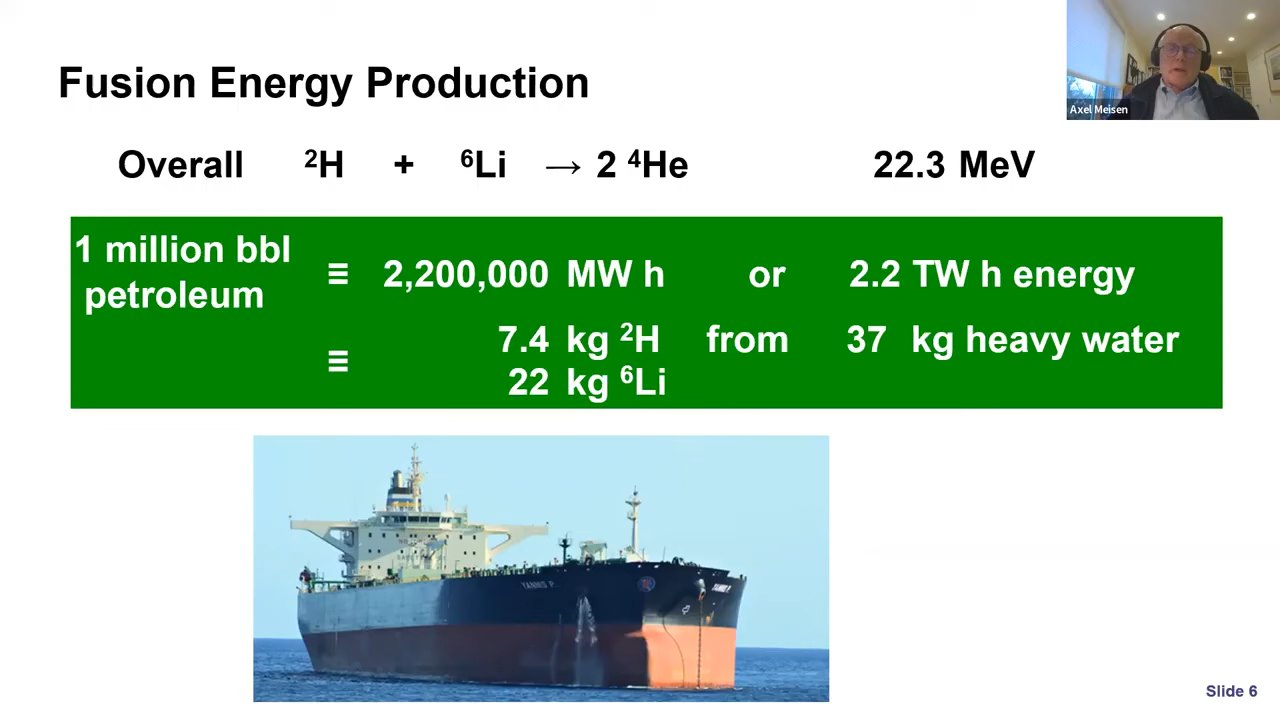 Fusion Energy Production
Axel Meisen
Overall ²H + ⁶Li → 2 ⁴He 22.3 MeV
1 million bbl petroleum ≡ 2,200,000 MW h or 2.2 TW h energy
≡ 7.4 kg ²H from 37 kg heavy water
22 kg ⁶Li
YANNIS P.
YANNIS P.
Slide 6